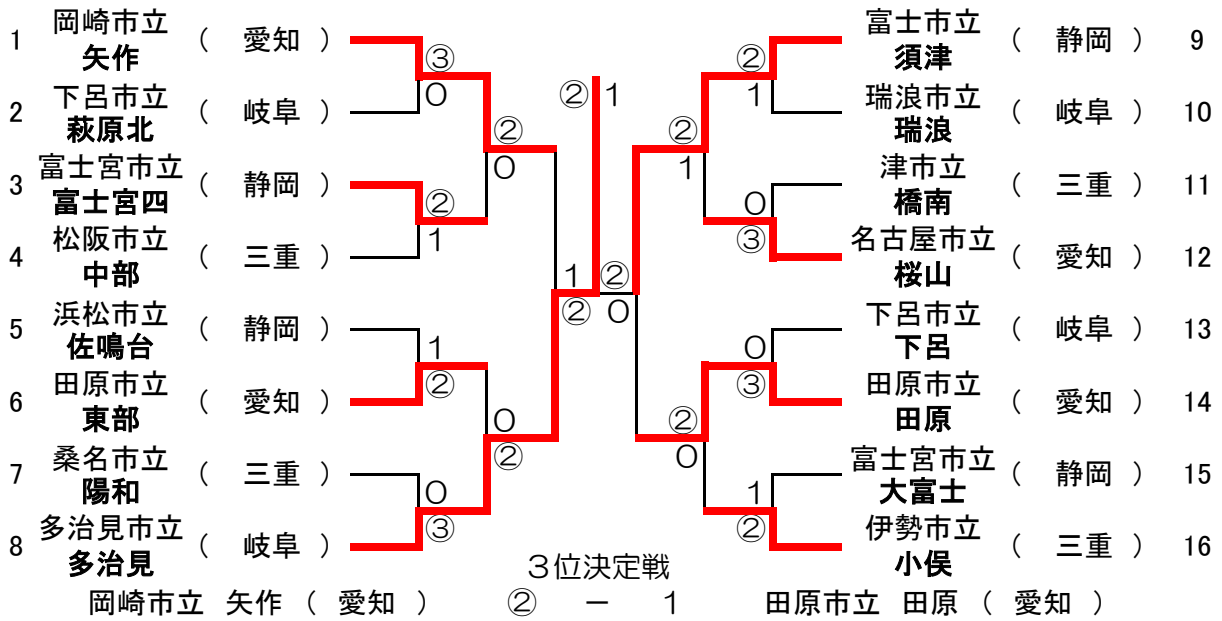 岡崎市立
1 矢作 ( 愛知 )
③
0
下呂市立
2 萩原北 ( 岐阜 )
②
0
富士宮市立
3 富士宮四 ( 静岡 )
②
1
松阪市立
4 中部 ( 三重 )
1
②
浜松市立
5 佐鳴台 ( 静岡 )
1
②
田原市立
6 東部 ( 愛知 )
0
②
桑名市立
7 陽和 ( 三重 )
0
③
多治見市立
8 多治見 ( 岐阜 )
② 1
②
0
富士市立
須津 ( 静岡 ) 9
②
1
瑞浪市立
瑞浪 ( 岐阜 ) 10
②
1
津市立
橋南 ( 三重 ) 11
0
③
名古屋市立
桜山 ( 愛知 ) 12
下呂市立
下呂 ( 岐阜 ) 13
0
③
田原市立
田原 ( 愛知 ) 14
②
0
富士宮市立
大富士 ( 静岡 ) 15
1
②
伊勢市立
小俣 ( 三重 ) 16
3位決定戦
岡崎市立 矢作 ( 愛知 ) ② － 1 田原市立 田原 ( 愛知 )